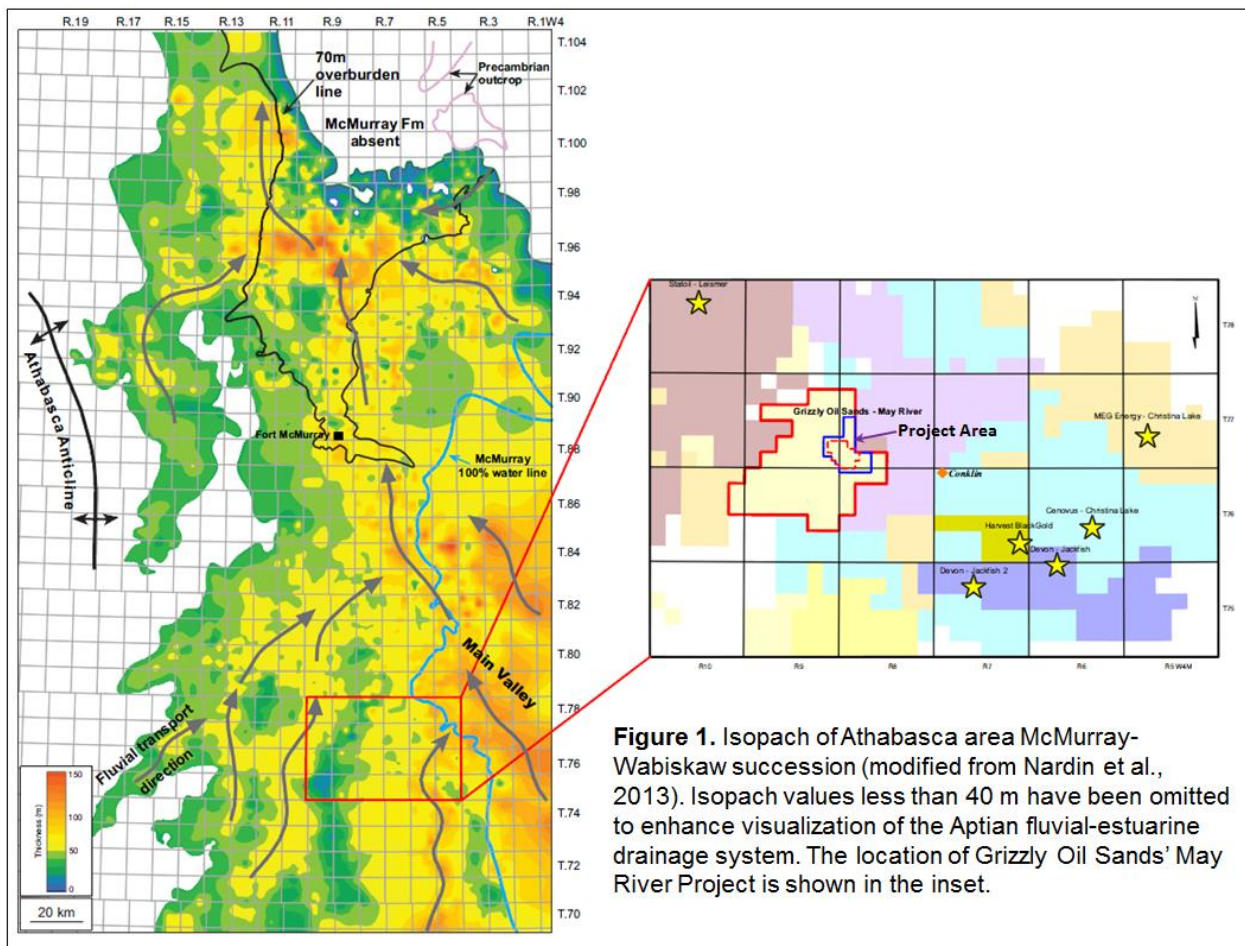 R.19 R.17 R.15 R.13 R.11 R.9 R.7 R.5 R.3 R.1W4
T.104
T.102
T.100
T.98
T.96
T.94
T.92
T.90
T.88
T.86
T.84
T.82
T.80
T.78
T.76
T.74
T.72
T.70
70m
overburden
line
Precambrian
outcrop
McMurray Fm
absent
Athabasca Anticline
Fort McMurray
McMurray
100% water line
Main Valley
Fluvial transport
direction
Thickness (m)
150
100
50
0
20 km
Statoil - Leismer
Grizzly Oil Sands - May River
Project Area
MEG Energy - Christina Lake
Conklin
Cenovus - Christina Lake
Harvest BlackGold
Devon - Jackfish
Devon - Jackfish 2
T78
T77
T76
T75
R10 R9 R8 R7 R6 R5 W4M
Figure 1. Isopach of Athabasca area McMurray-
Wabiskaw succession (modified from Nardin et al.,
2013). Isopach values less than 40 m have been omitted
to enhance visualization of the Aptian fluvial-estuarine
drainage system. The location of Grizzly Oil Sands' May
River Project is shown in the inset.